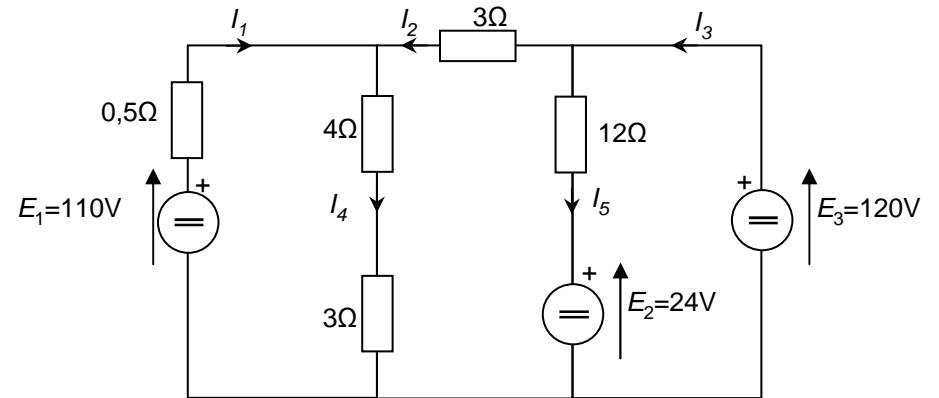 3Ω
I1
I2
I3
0,5Ω
4Ω
12Ω
+
+
E1=110V
I4
I5
E3=120V
+
3Ω
E2=24V